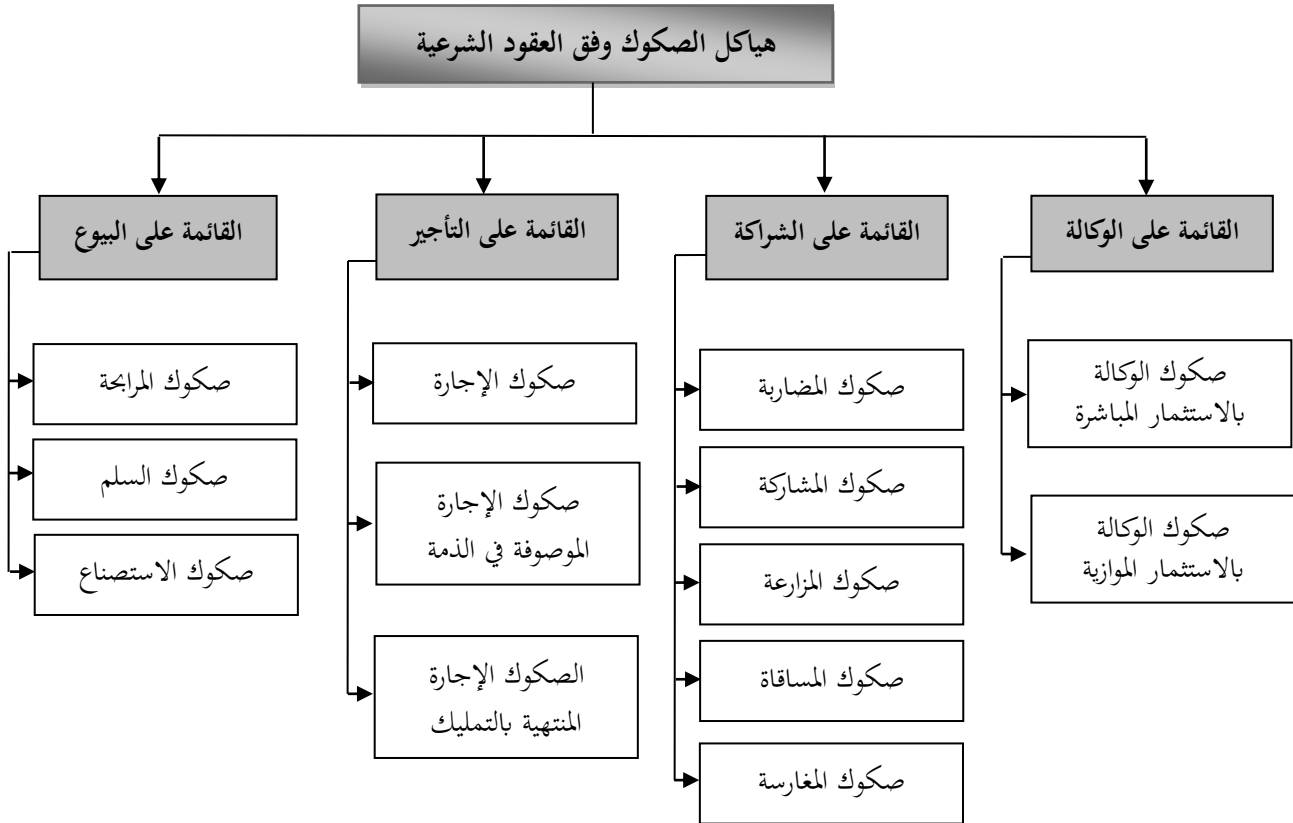 هياكل الصكوك وفق العقود الشرعية
القائمة على الوكالة
القائمة على الشراكة
القائمة على التأجير
القائمة على البيوع
صكوك الوكالة
بالاستثمار المباشرة
صكوك الوكالة
بالاستثمار الموازية
صكوك المضاربة
صكوك المشاركة
صكوك المزارعة
صكوك المساقاة
صكوك المغارسة
صكوك الإجارة
صكوك الإجارة
الموصوفة في الذمة
الصكوك الإجارة
المنتهية بالتمليك
صكوك المرابحة
صكوك السلم
صكوك الاستصناع